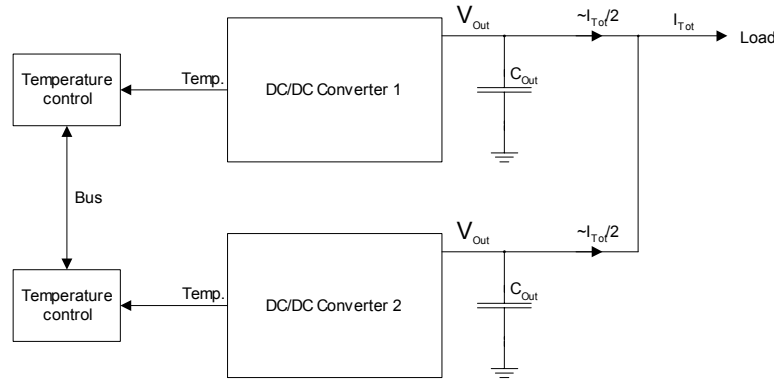 V_Out
~I_Tot/2
I_Tot
Load
Temperature
control
Temp.
DC/DC Converter 1
C_Out
Bus
V_Out
~I_Tot/2
Temperature
control
Temp.
DC/DC Converter 2
C_Out